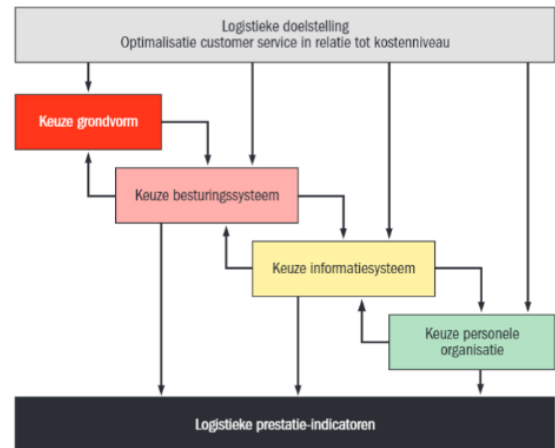 Logistieke doelstelling
Optimalisatie customer service in relatie tot kostenniveau
Keuze grondvorm
Keuze besturingssysteem
Keuze informatiesysteem
Keuze personele
organisatie
Logistieke prestatie-indicatoren